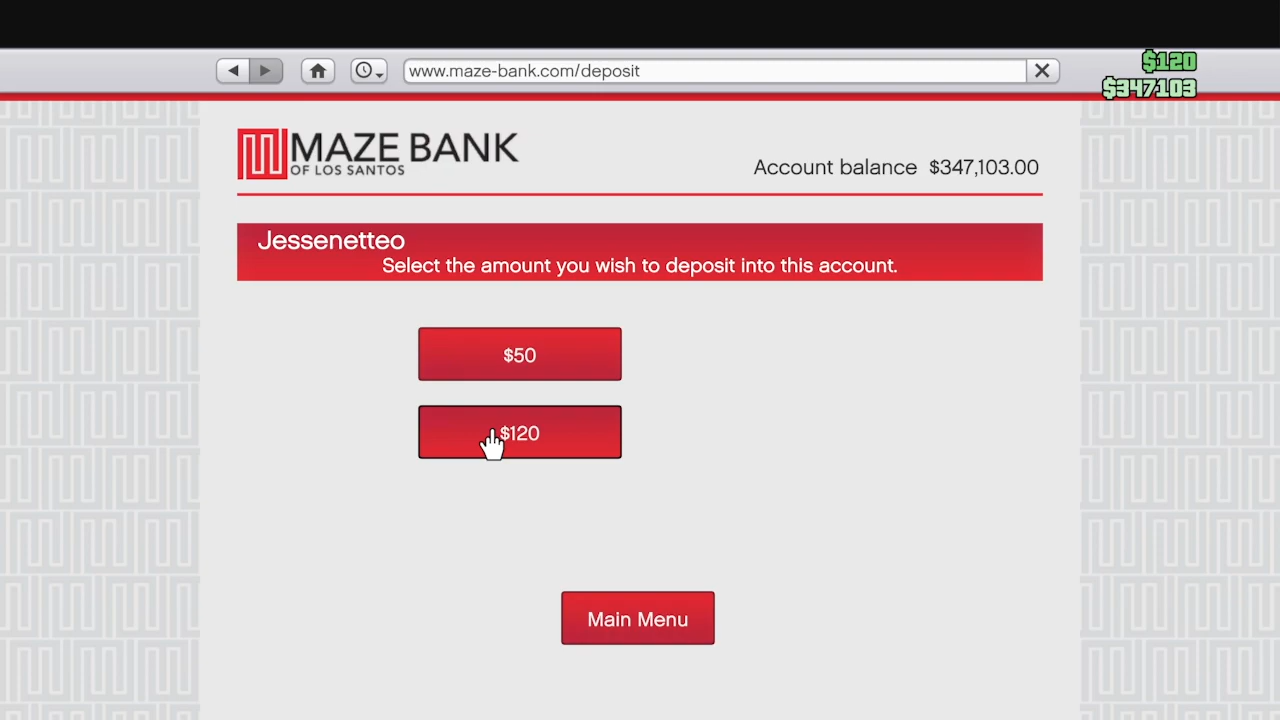 www.maze-bank.com/deposit
$120
$347103
MAZE BANK
OF LOS SANTOS
Account balance $347,103.00
Jessenetteo
Select the amount you wish to deposit into this account.
$50
$120
Main Menu